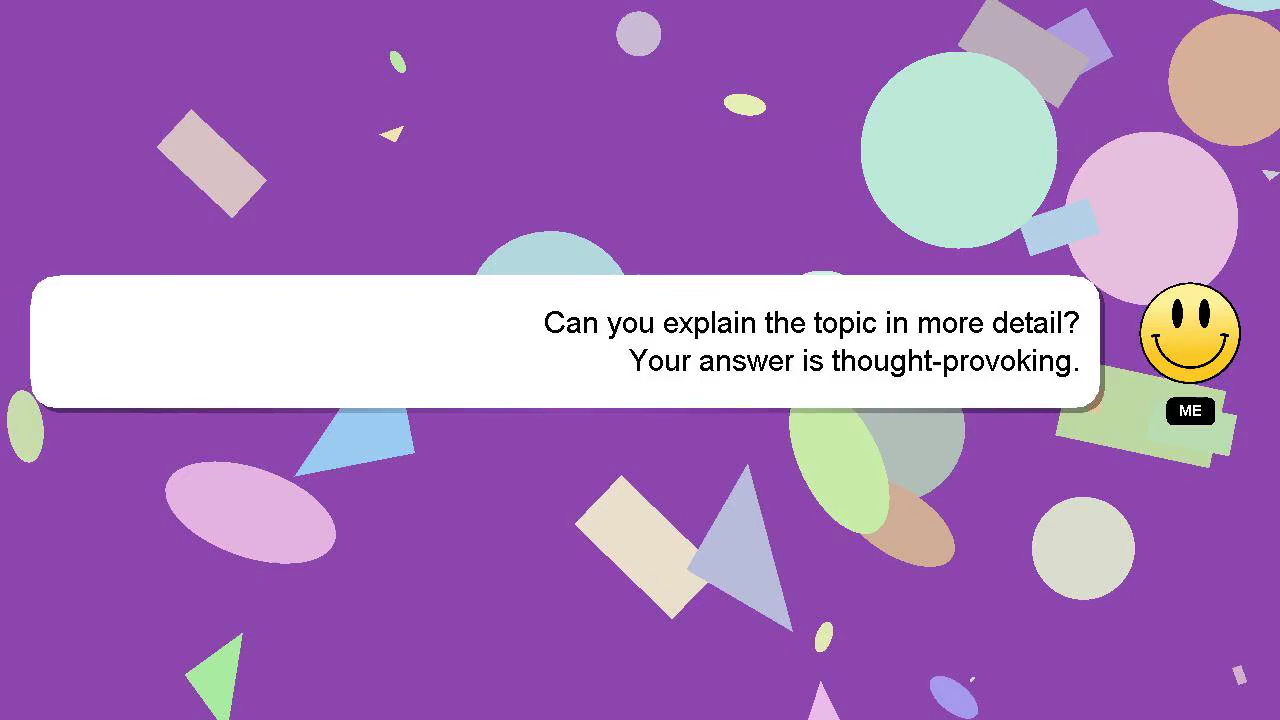 Can you explain the topic in more detail?
Your answer is thought-provoking.
ME